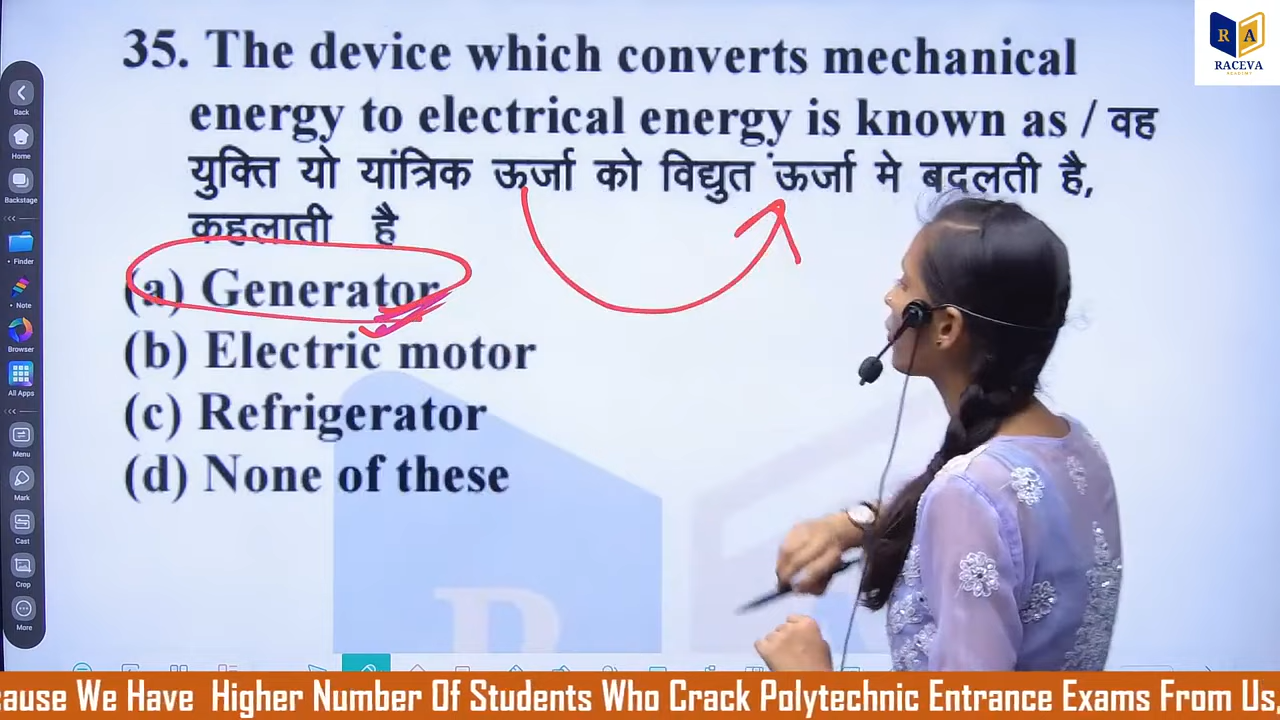 R A
RACEVA
ACADEMY
35. The device which converts mechanical
energy to electrical energy is known as / वह
युक्ति यो यांत्रिक ऊर्जा को विद्युत ऊर्जा मे बदलती है,
कहलाती है
(a) Generator
(b) Electric motor
(c) Refrigerator
(d) None of these
Back
Home
Backstage
Finder
Note
Browser
All Apps
Menu
Mark
Cast
Crop
More
R
cause We Have Higher Number Of Students Who Crack Polytechnic Entrance Exams From Us,